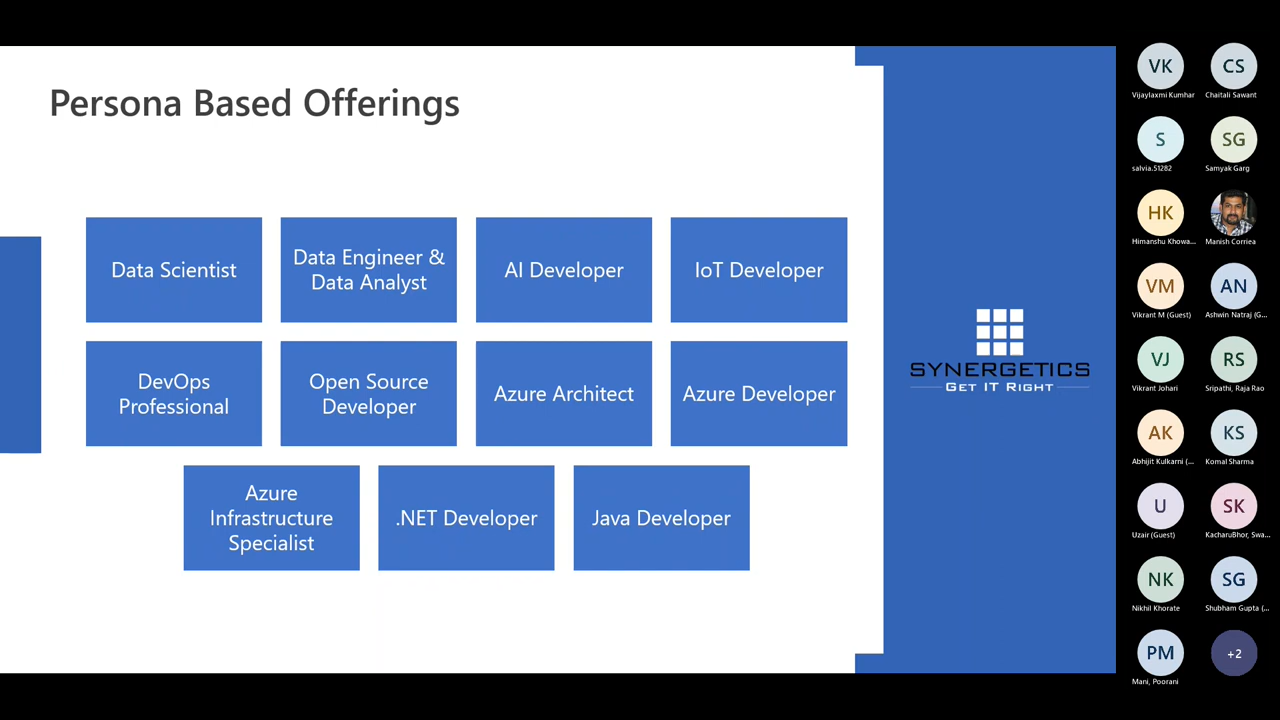 Persona Based Offerings
Data Scientist
Data Engineer &
Data Analyst
AI Developer
IoT Developer
DevOps
Professional
Open Source
Developer
Azure Architect
Azure Developer
Azure
Infrastructure
Specialist
.NET Developer
Java Developer
SYNERGETICS
GET IT RIGHT
VK
CS
Vijaylaxmi Kumhar
Chaitali Sawant
S
SG
salvia.51282
Samyak Garg
HK
Himanshu Khowa...
Manish Corriea
VM
AN
Vikrant M (Guest)
Ashwin Natraj (G...
VJ
RS
Vikrant Johari
Sripathi, Raja Rao
AK
KS
Abhijit Kulkarni (...
Komal Sharma
U
SK
Uzair (Guest)
KacharuBhor, Swa...
NK
SG
Nikhil Khorate
Shubham Gupta (...
PM
+2
Mani, Poorani